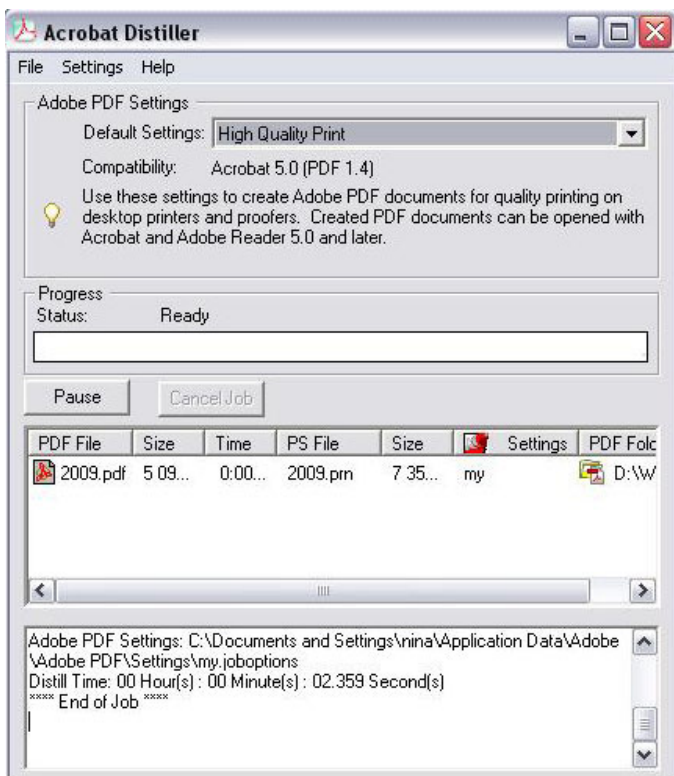 Acrobat Distiller
File Settings Help
Adobe PDF Settings
Default Settings: High Quality Print
Compatibility: Acrobat 5.0 (PDF 1.4)
Use these settings to create Adobe PDF documents for quality printing on
desktop printers and proofers. Created PDF documents can be opened with
Acrobat and Adobe Reader 5.0 and later.
Progress
Status: Ready
Pause Cancel Job
PDF File Size Time PS File Size Settings PDF Folc
2009.pdf 5 09... 0:00... 2009.prn 7 35... my D:\W
Adobe PDF Settings: C:\Documents and Settings\nina\Application Data\Adobe
\Adobe PDF\Settings\my.joboptions
Distill Time: 00 Hour(s) : 00 Minute(s) : 02.359 Second(s)
**** End of Job ****